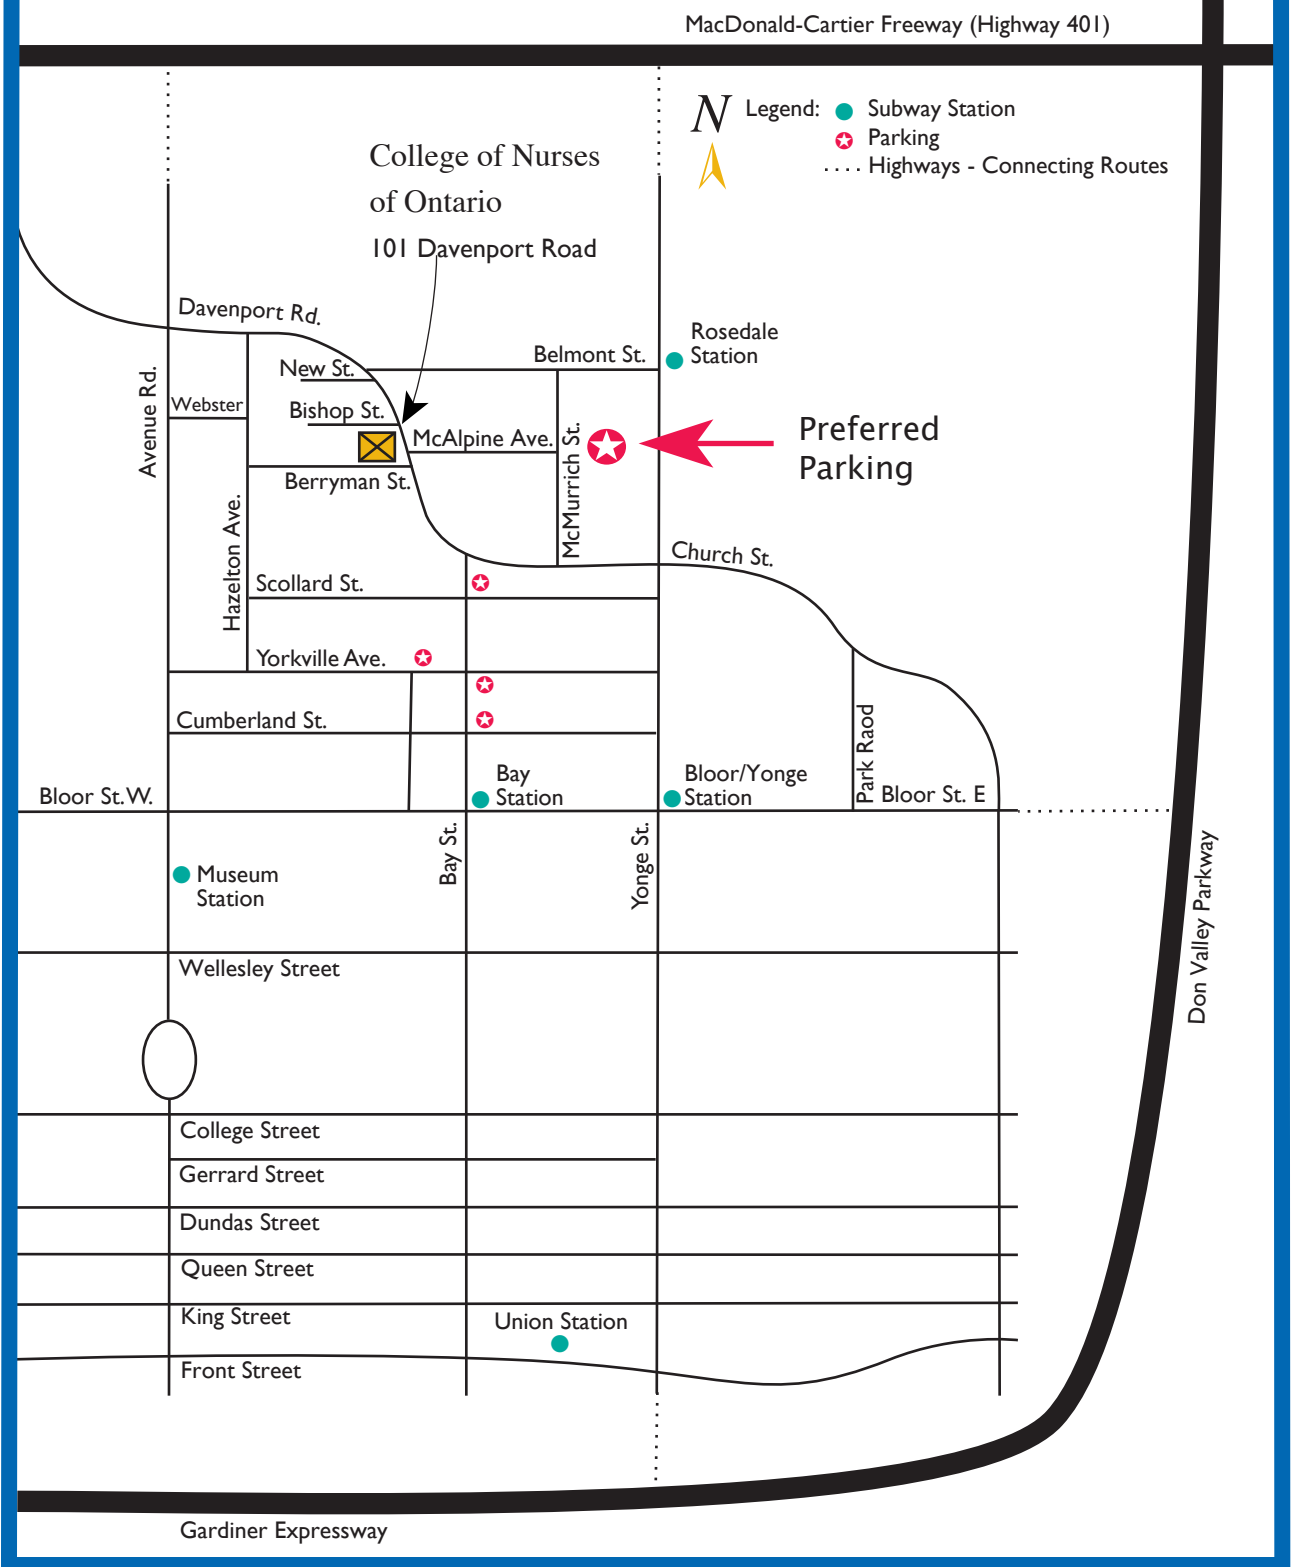 MacDonald-Cartier Freeway (Highway 401)
N
Legend:
Subway Station
Parking
Highways - Connecting Routes
College of Nurses
of Ontario
101 Davenport Road
Davenport Rd.
Rosedale
Station
Belmont St.
New St.
Avenue Rd.
Webster
Bishop St.
McAlpine Ave.
McMurrich St.
Preferred
Parking
Berryman St.
Hazelton Ave.
Church St.
Scollard St.
Yorkville Ave.
Cumberland St.
Park Raod
Bay
Station
Bloor/Yonge
Station
Bloor St. W.
Bloor St. E
Bay St.
Yonge St.
Museum
Station
Don Valley Parkway
Wellesley Street
College Street
Gerrard Street
Dundas Street
Queen Street
King Street
Union Station
Front Street
Gardiner Expressway